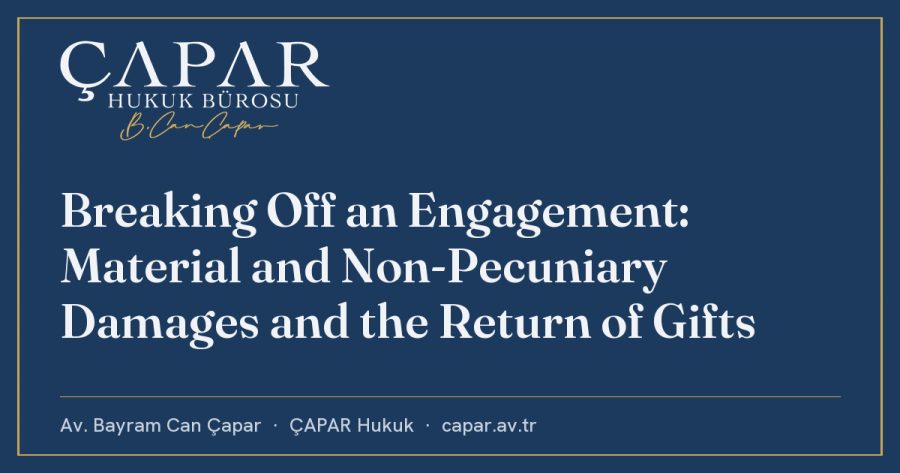 ÇAPAR
HUKUK BÜROSU
B.Can Çapar
Breaking Off an Engagement:
Material and Non-Pecuniary
Damages and the Return of Gifts
Av. Bayram Can Çapar · ÇAPAR Hukuk · capar.av.tr